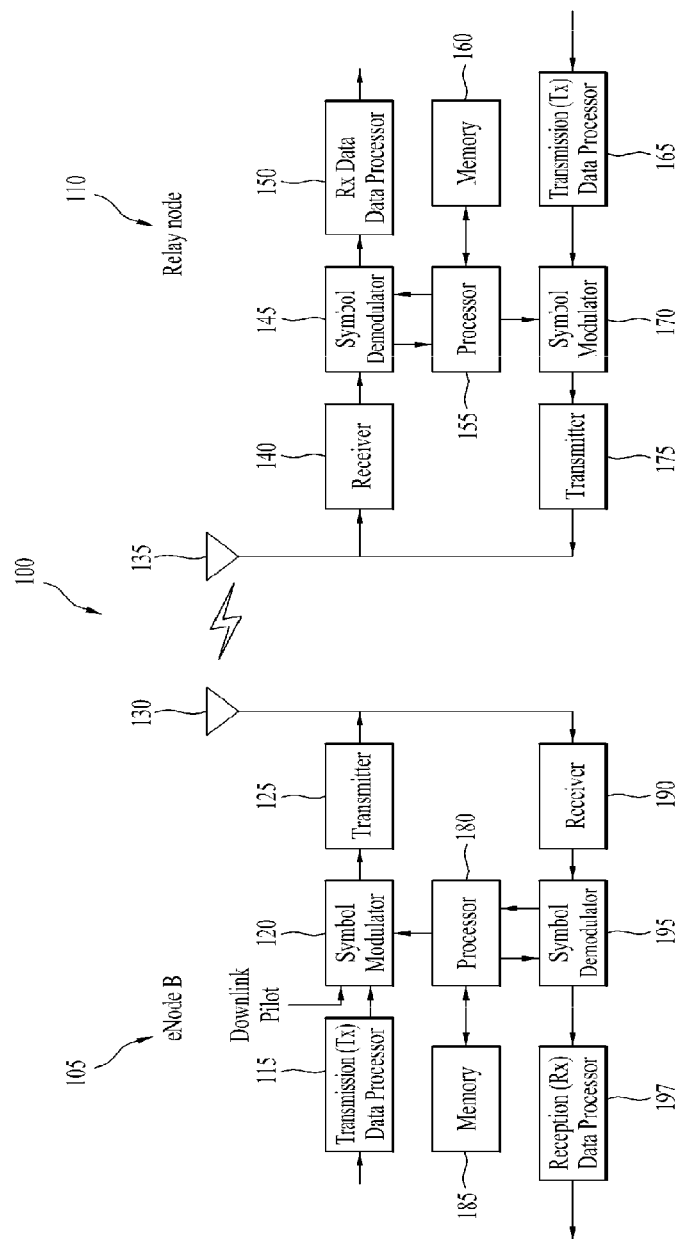 100
105
eNode B
110
Relay node
Downlink
Pilot
115
Transmission (Tx)
Data Processor
120
Symbol
Modulator
125
Transmitter
130
135
140
Receiver
145
Symbol
Demodulator
150
Rx Data
Data Processor
185
Memory
180
Processor
155
Processor
160
Memory
197
Reception (Rx)
Data Processor
195
Symbol
Demodulator
190
Receiver
175
Transmitter
170
Symbol
Modulator
165
Transmission (Tx)
Data Processor